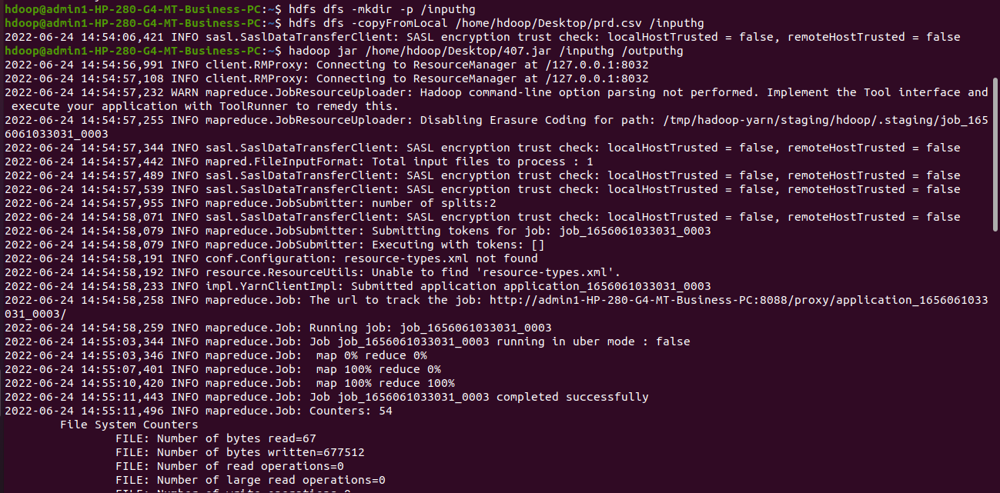 hdoop@admin1-HP-280-G4-MT-Business-PC:~$ hdfs dfs -mkdir -p /inputhg
hdoop@admin1-HP-280-G4-MT-Business-PC:~$ hdfs dfs -copyFromLocal /home/hdoop/Desktop/prd.csv /inputhg
2022-06-24 14:54:06,421 INFO sasl.SaslDataTransferClient: SASL encryption trust check: localHostTrusted = false, remoteHostTrusted = false
hdoop@admin1-HP-280-G4-MT-Business-PC:~$ hadoop jar /home/hdoop/Desktop/407.jar /inputhg /outputhg
2022-06-24 14:54:56,991 INFO client.RMProxy: Connecting to ResourceManager at /127.0.0.1:8032
2022-06-24 14:54:57,108 INFO client.RMProxy: Connecting to ResourceManager at /127.0.0.1:8032
2022-06-24 14:54:57,232 WARN mapreduce.JobResourceUploader: Hadoop command-line option parsing not performed. Implement the Tool interface and
execute your application with ToolRunner to remedy this.
2022-06-24 14:54:57,255 INFO mapreduce.JobResourceUploader: Disabling Erasure Coding for path: /tmp/hadoop-yarn/staging/hdoop/.staging/job_165
6061033031_0003
2022-06-24 14:54:57,344 INFO sasl.SaslDataTransferClient: SASL encryption trust check: localHostTrusted = false, remoteHostTrusted = false
2022-06-24 14:54:57,442 INFO mapred.FileInputFormat: Total input files to process : 1
2022-06-24 14:54:57,489 INFO sasl.SaslDataTransferClient: SASL encryption trust check: localHostTrusted = false, remoteHostTrusted = false
2022-06-24 14:54:57,539 INFO sasl.SaslDataTransferClient: SASL encryption trust check: localHostTrusted = false, remoteHostTrusted = false
2022-06-24 14:54:57,955 INFO mapreduce.JobSubmitter: number of splits:2
2022-06-24 14:54:58,071 INFO sasl.SaslDataTransferClient: SASL encryption trust check: localHostTrusted = false, remoteHostTrusted = false
2022-06-24 14:54:58,079 INFO mapreduce.JobSubmitter: Submitting tokens for job: job_1656061033031_0003
2022-06-24 14:54:58,079 INFO mapreduce.JobSubmitter: Executing with tokens: []
2022-06-24 14:54:58,191 INFO conf.Configuration: resource-types.xml not found
2022-06-24 14:54:58,192 INFO resource.ResourceUtils: Unable to find 'resource-types.xml'.
2022-06-24 14:54:58,233 INFO impl.YarnClientImpl: Submitted application application_1656061033031_0003
2022-06-24 14:54:58,258 INFO mapreduce.Job: The url to track the job: http://admin1-HP-280-G4-MT-Business-PC:8088/proxy/application_1656061033
031_0003/
2022-06-24 14:54:58,259 INFO mapreduce.Job: Running job: job_1656061033031_0003
2022-06-24 14:55:03,344 INFO mapreduce.Job: Job job_1656061033031_0003 running in uber mode : false
2022-06-24 14:55:03,346 INFO mapreduce.Job:  map 0% reduce 0%
2022-06-24 14:55:07,401 INFO mapreduce.Job:  map 100% reduce 0%
2022-06-24 14:55:10,420 INFO mapreduce.Job:  map 100% reduce 100%
2022-06-24 14:55:11,443 INFO mapreduce.Job: Job job_1656061033031_0003 completed successfully
2022-06-24 14:55:11,496 INFO mapreduce.Job: Counters: 54
File System Counters
FILE: Number of bytes read=67
FILE: Number of bytes written=677512
FILE: Number of read operations=0
FILE: Number of large read operations=0
FILE: Number of write operations=0